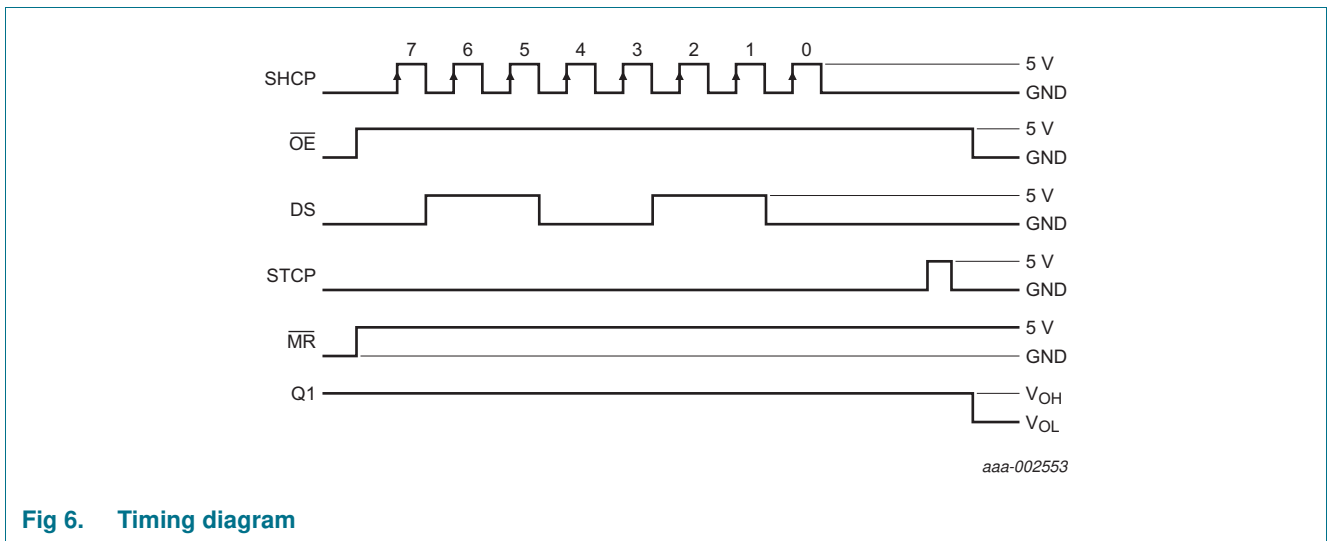 7 6 5 4 3 2 1 0
SHCP
5 V
GND
OE
5 V
GND
DS
5 V
GND
STCP
5 V
GND
MR
5 V
GND
Q1
VOH
VOL
aaa-002553
Fig 6. Timing diagram